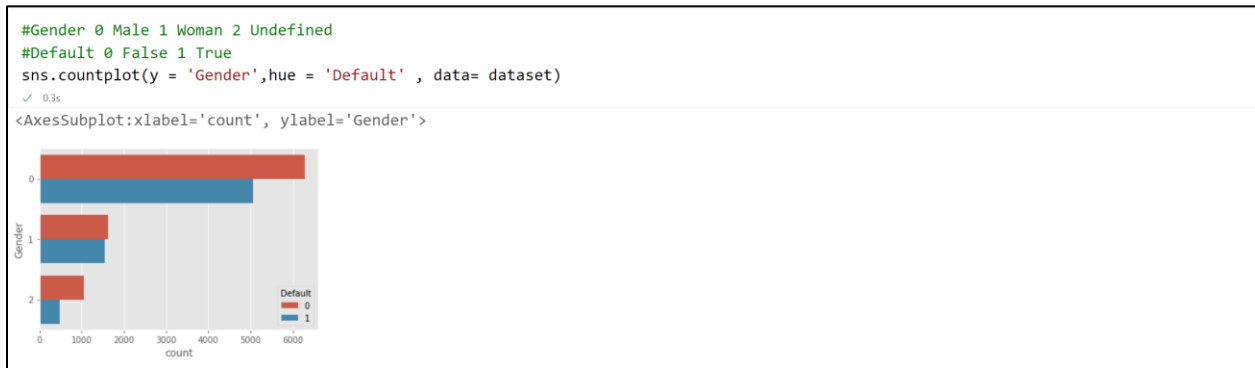 #Gender 0 Male 1 Woman 2 Undefined
#Default 0 False 1 True
sns.countplot(y = 'Gender',hue = 'Default' , data= dataset)
✓ 0.3s
<AxesSubplot:xlabel='count', ylabel='Gender'>
0
1
2
Gender
Default
0
1
0 1000 2000 3000 4000 5000 6000
count